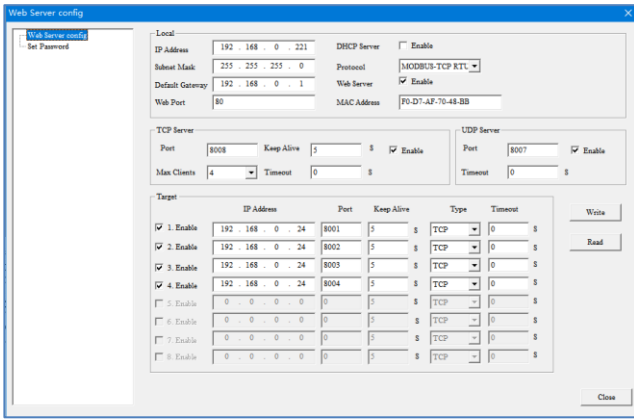 Web Server config
Web Server config
Set Password
Local
IP Address 192 . 168 . 0 . 221 DHCP Server Enable
Subnet Mask 255 . 255 . 255 . 0 Protocol MODBUS-TCP RTU
Default Gateway 192 . 168 . 0 . 1 Web Server Enable
Web Port 80 MAC Address F0-D7-AF-70-48-BB
TCP Server UDP Server
Port 8008 Keep Alive 5 S Enable Port 8007 Enable
Max Clients 4 Timeout 0 S Timeout 0 S
Target
IP Address Port Keep Alive Type Timeout
1. Enable 192 . 168 . 0 . 24 8001 5 S TCP 0 S
2. Enable 192 . 168 . 0 . 24 8002 5 S TCP 0 S
3. Enable 192 . 168 . 0 . 24 8003 5 S TCP 0 S
4. Enable 192 . 168 . 0 . 24 8004 5 S TCP 0 S
5. Enable 0 . 0 . 0 . 0 0 5 S TCP 0 S
6. Enable 0 . 0 . 0 . 0 0 5 S TCP 0 S
7. Enable 0 . 0 . 0 . 0 0 5 S TCP 0 S
8. Enable 0 . 0 . 0 . 0 0 5 S TCP 0 S
Write
Read
Close